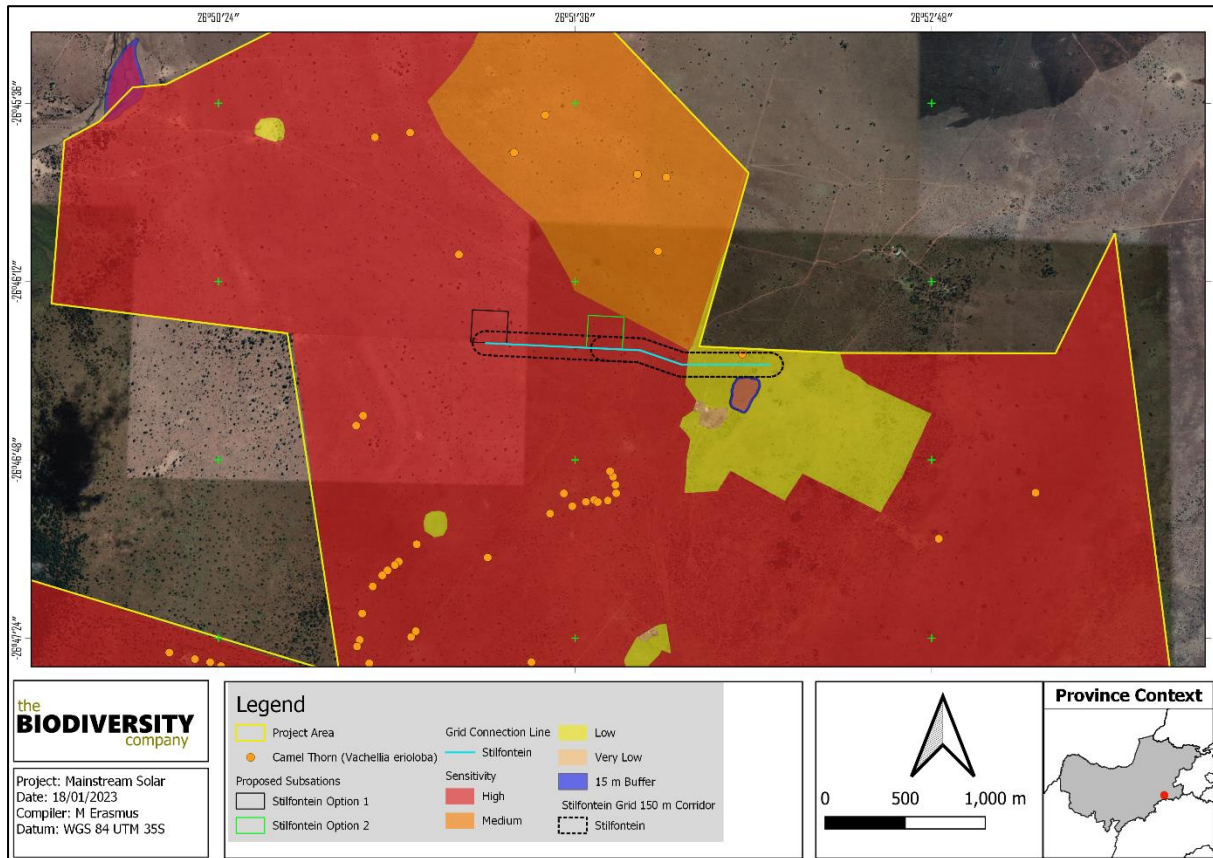 26°50'24" 26°51'36" 26°52'48"
-26°45'36"
-26°46'12"
-26°46'48"
-26°47'24"
the
BIODIVERSITY
company
Project: Mainstream Solar
Date: 18/01/2023
Compiler: M Erasmus
Datum: WGS 84 UTM 35S
Legend
Project Area
Camel Thorn (Vachellia erioloba)
Proposed Subsations
Stilfontein Option 1
Stilfontein Option 2
Grid Connection Line
Stilfontein
Sensitivity
High
Medium
Low
Very Low
15 m Buffer
Stilfontein Grid 150 m Corridor
Stilfontein
0 500 1,000 m
Province Context